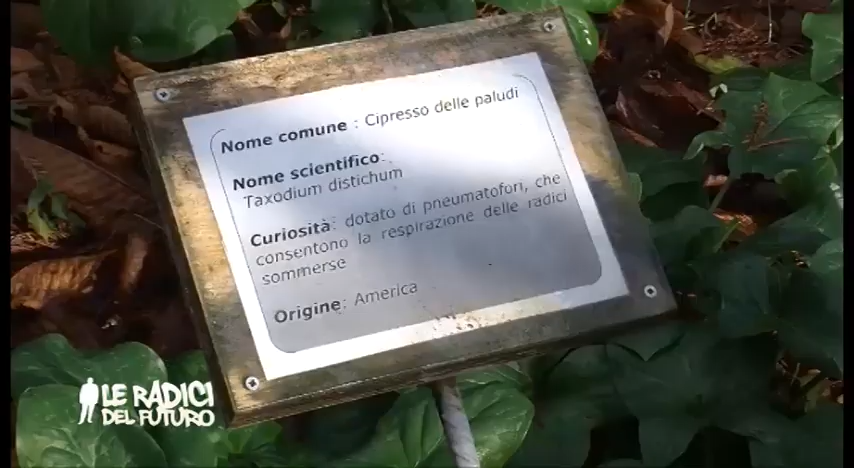 Nome comune : Cipresso delle paludi
Nome scientifico:
Taxodium distichum
Curiosità: dotato di pneumatofori, che
consentono la respirazione delle radici
sommerse
Origine: America
LE RADICI
DEL FUTURO